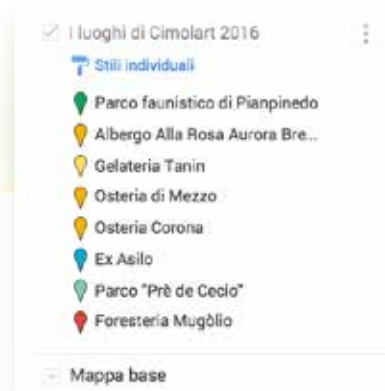 I luoghi di Cimolart 2016
Stili individuali
Parco faunistico di Pianpinedo
Albergo Alla Rosa Aurora Bre...
Gelateria Tanin
Osteria di Mezzo
Osteria Corona
Ex Asilo
Parco "Prè de Cecio"
Foresteria Mugòlio
Mappa base